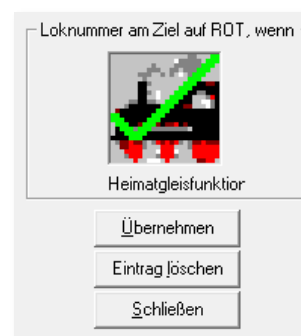 Loknummer am Ziel auf ROT, wenn
Heimatgleisfunktior
Übernehmen
Eintrag löschen
Schließen